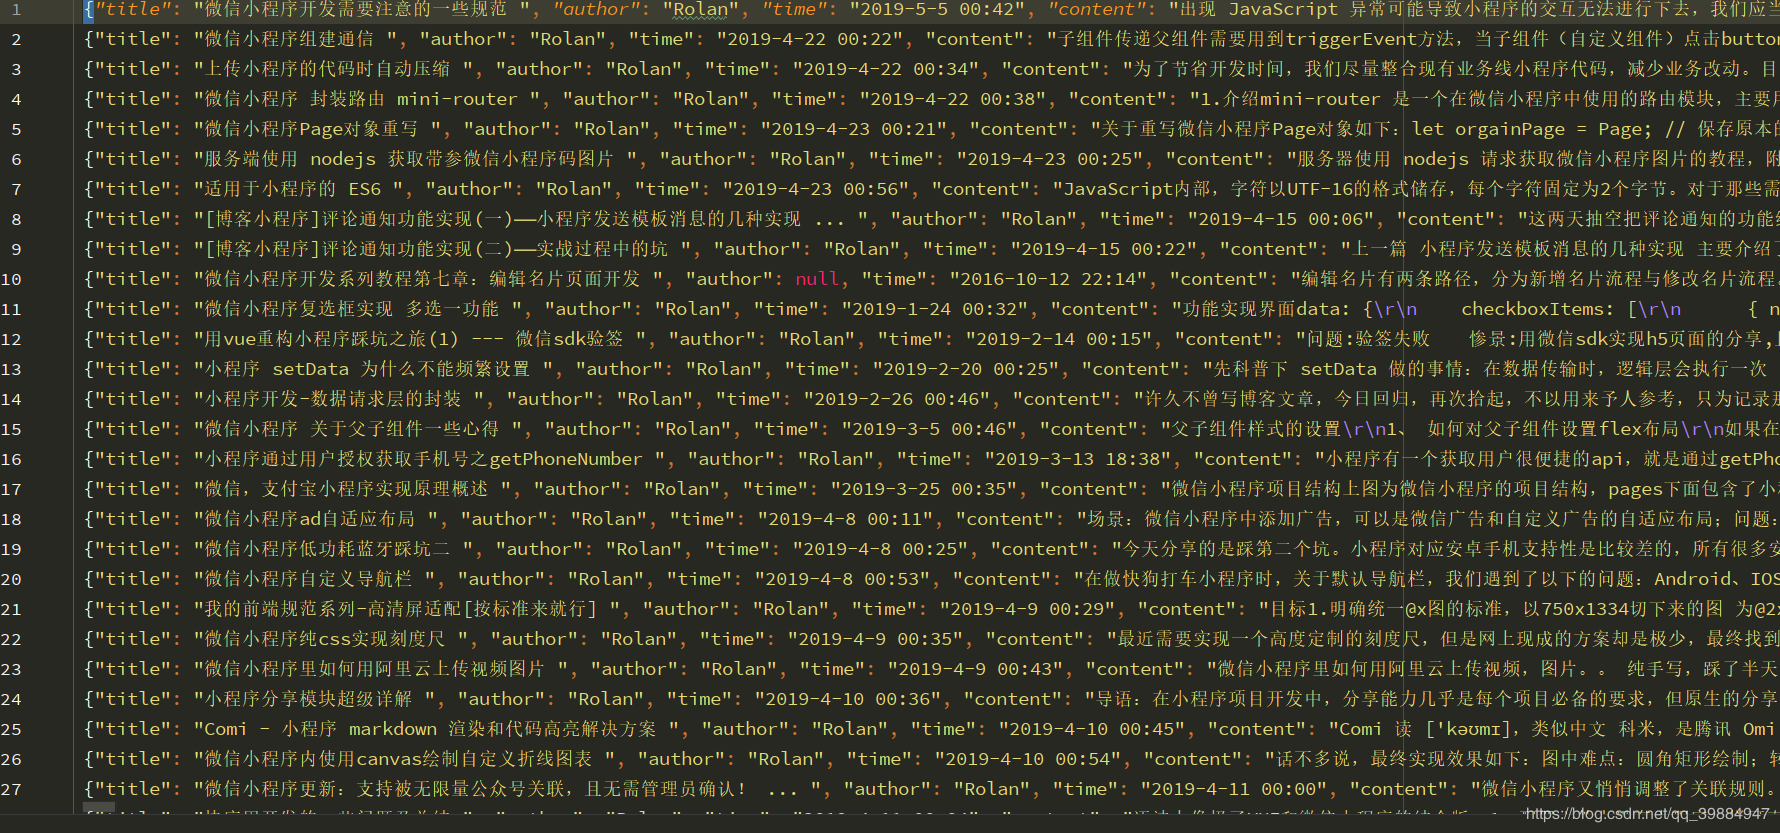 1 {"title": "微信小程序开发需要注意的一些规范 ", "author": "Rolan", "time": "2019-5-5 00:42", "content": "出现 JavaScript 异常可能导致小程序的交互无法进行下去，我们应当
2 {"title": "微信小程序组建通信 ", "author": "Rolan", "time": "2019-4-22 00:22", "content": "子组件传递父组件需要用到triggerEvent方法，当子组件（自定义组件）点击button
3 {"title": "上传小程序的代码时自动压缩 ", "author": "Rolan", "time": "2019-4-22 00:34", "content": "为了节省开发时间，我们尽量整合现有业务线小程序代码，减少业务改动。目
4 {"title": "微信小程序 封装路由 mini-router ", "author": "Rolan", "time": "2019-4-22 00:38", "content": "1.介绍mini-router 是一个在微信小程序中使用的路由模块，主要用
5 {"title": "微信小程序Page对象重写 ", "author": "Rolan", "time": "2019-4-23 00:21", "content": "关于重写微信小程序Page对象如下：let orgainPage = Page; // 保存原本的
6 {"title": "服务端使用 nodejs 获取带参微信小程序码图片 ", "author": "Rolan", "time": "2019-4-23 00:25", "content": "服务器使用 nodejs 请求获取微信小程序图片的教程，附
7 {"title": "适用于小程序的 ES6 ", "author": "Rolan", "time": "2019-4-23 00:56", "content": "JavaScript内部，字符以UTF-16的格式储存，每个字符固定为2个字节。对于那些需
8 {"title": "[博客小程序]评论通知功能实现(一)——小程序发送模板消息的几种实现 ... ", "author": "Rolan", "time": "2019-4-15 00:06", "content": "这两天抽空把评论通知的功能给
9 {"title": "[博客小程序]评论通知功能实现(二)——实战过程中的坑 ", "author": "Rolan", "time": "2019-4-15 00:22", "content": "上一篇 小程序发送模板消息的几种实现 主要介绍了
10 {"title": "微信小程序开发系列教程第七章：编辑名片页面开发 ", "author": null, "time": "2016-10-12 22:14", "content": "编辑名片有两条路径，分为新增名片流程与修改名片流程。
11 {"title": "微信小程序复选框实现 多选一功能 ", "author": "Rolan", "time": "2019-1-24 00:32", "content": "功能实现界面data: {\r\n    checkboxItems: [\r\n      { n
12 {"title": "用vue重构小程序踩坑之旅(1) --- 微信sdk验签 ", "author": "Rolan", "time": "2019-2-14 00:15", "content": "问题:验签失败    惨景:用微信sdk实现h5页面的分享,
13 {"title": "小程序 setData 为什么不能频繁设置 ", "author": "Rolan", "time": "2019-2-20 00:25", "content": "先科普下 setData 做的事情：在数据传输时，逻辑层会执行一次
14 {"title": "小程序开发-数据请求层的封装 ", "author": "Rolan", "time": "2019-2-26 00:46", "content": "许久不曾写博客文章，今日回归，再次拾起，不以用来予人参考，只为记录那
15 {"title": "微信小程序 关于父子组件一些心得 ", "author": "Rolan", "time": "2019-3-5 00:46", "content": "父子组件样式的设置\r\n1、 如何对父子组件设置flex布局\r\n如果在
16 {"title": "小程序通过用户授权获取手机号之getPhoneNumber ", "author": "Rolan", "time": "2019-3-13 18:38", "content": "小程序有一个获取用户很便捷的api，就是通过getPho
17 {"title": "微信，支付宝小程序实现原理概述 ", "author": "Rolan", "time": "2019-3-25 00:35", "content": "微信小程序项目结构上图为微信小程序的项目结构，pages下面包含了小程
18 {"title": "微信小程序ad自适应布局 ", "author": "Rolan", "time": "2019-4-8 00:11", "content": "场景：微信小程序中添加广告，可以是微信广告和自定义广告的自适应布局；问题：
19 {"title": "微信小程序低功耗蓝牙踩坑二 ", "author": "Rolan", "time": "2019-4-8 00:25", "content": "今天分享的是踩第二个坑。小程序对应安卓手机支持性是比较差的，所有很多安
20 {"title": "微信小程序自定义导航栏 ", "author": "Rolan", "time": "2019-4-8 00:53", "content": "在做快狗打车小程序时，关于默认导航栏，我们遇到了以下的问题：Android、IOS
21 {"title": "我的前端规范系列-高清屏适配[按标准来就行] ", "author": "Rolan", "time": "2019-4-9 00:29", "content": "目标1.明确统一@x图的标准，以750x1334切下来的图 为@2x
22 {"title": "微信小程序纯css实现刻度尺 ", "author": "Rolan", "time": "2019-4-9 00:35", "content": "最近需要实现一个高度定制的刻度尺，但是网上现成的方案却是极少，最终找到
23 {"title": "微信小程序里如何用阿里云上传视频图片 ", "author": "Rolan", "time": "2019-4-9 00:43", "content": "微信小程序里如何用阿里云上传视频，图片。。 纯手写，踩了半天
24 {"title": "小程序分享模块超级详解 ", "author": "Rolan", "time": "2019-4-10 00:36", "content": "导语：在小程序项目开发中，分享能力几乎是每个项目必备的要求，但原生的分享
25 {"title": "Comi - 小程序 markdown 渲染和代码高亮解决方案 ", "author": "Rolan", "time": "2019-4-10 00:45", "content": "Comi 读 ['kəʊmɪ]，类似中文 科米，是腾讯 Omi
26 {"title": "微信小程序内使用canvas绘制自定义折线图表 ", "author": "Rolan", "time": "2019-4-10 00:54", "content": "话不多说，最终实现效果如下：图中难点：圆角矩形绘制；转
27 {"title": "微信小程序更新：支持被无限量公众号关联，且无需管理员确认！ ... ", "author": "Rolan", "time": "2019-4-11 00:00", "content": "微信小程序又悄悄调整了关联规则。
https://blog.csdn.net/qq_39884947